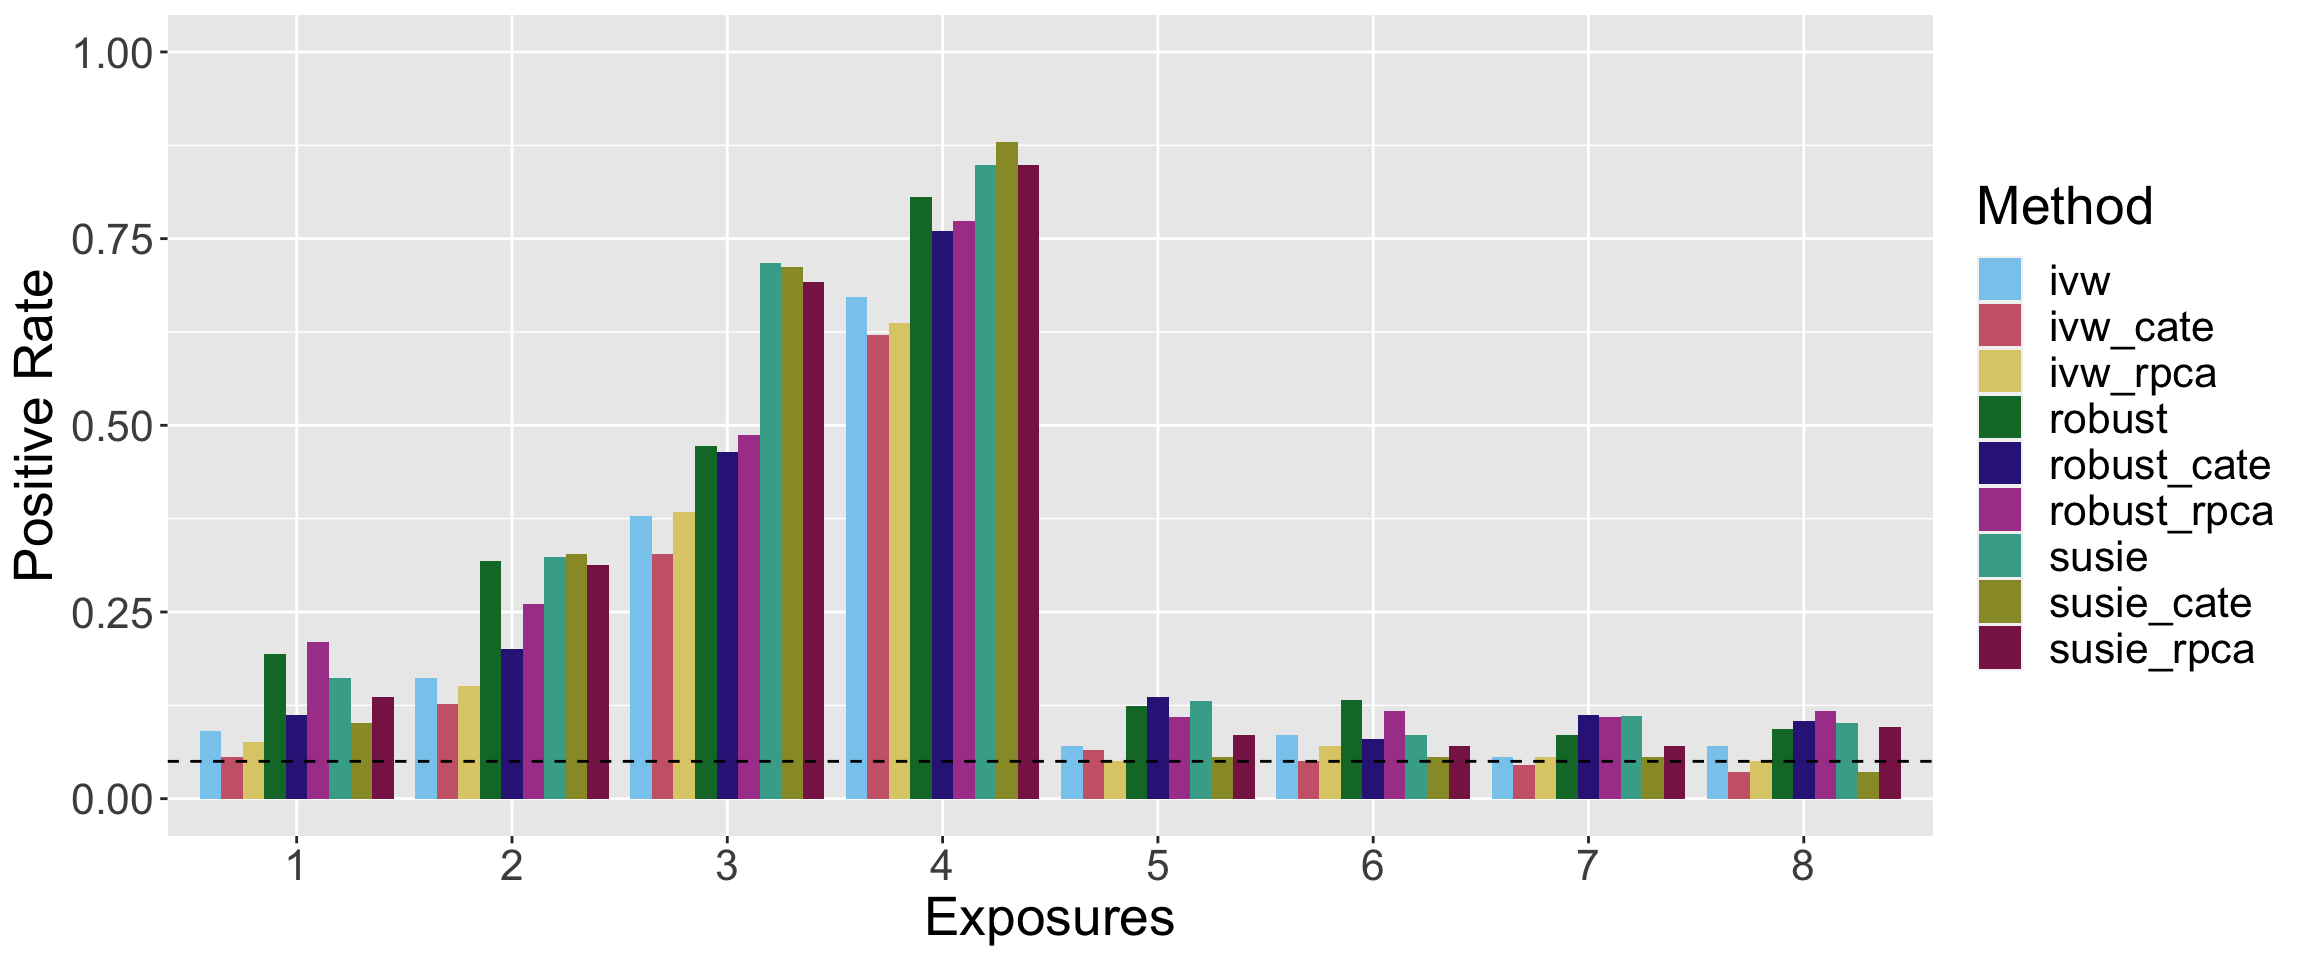 1.00
0.75
0.50
0.25
0.00
Positive Rate
1 2 3 4 5 6 7 8
Exposures
Method
ivw
ivw_cate
ivw_rpca
robust
robust_cate
robust_rpca
susie
susie_cate
susie_rpca